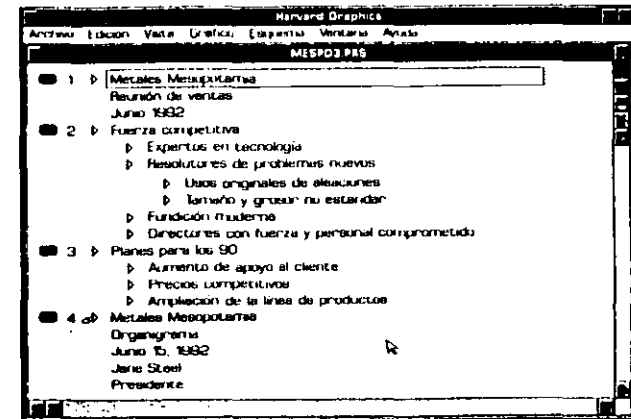 Harvard Graphics
Archivo Edición Vista Gráfico Esquema Ventana Ayuda
MESPO3.PRS
1 Metales Mesopotamia
Reunión de ventas
Junio 1992
2 Fuerza competitiva
Expertos en tecnología
Resolutores de problemas nuevos
Usos originales de aleaciones
Tamaño y grosor no estandar
Fundición moderna
Directores con fuerza y personal comprometido
3 Planes para los 90
Aumento de apoyo al cliente
Precios competitivos
Ampliación de la línea de productos
4 Metales Mesopotamia
Organigrama
Junio 15, 1992
Jane Steel
Presidente